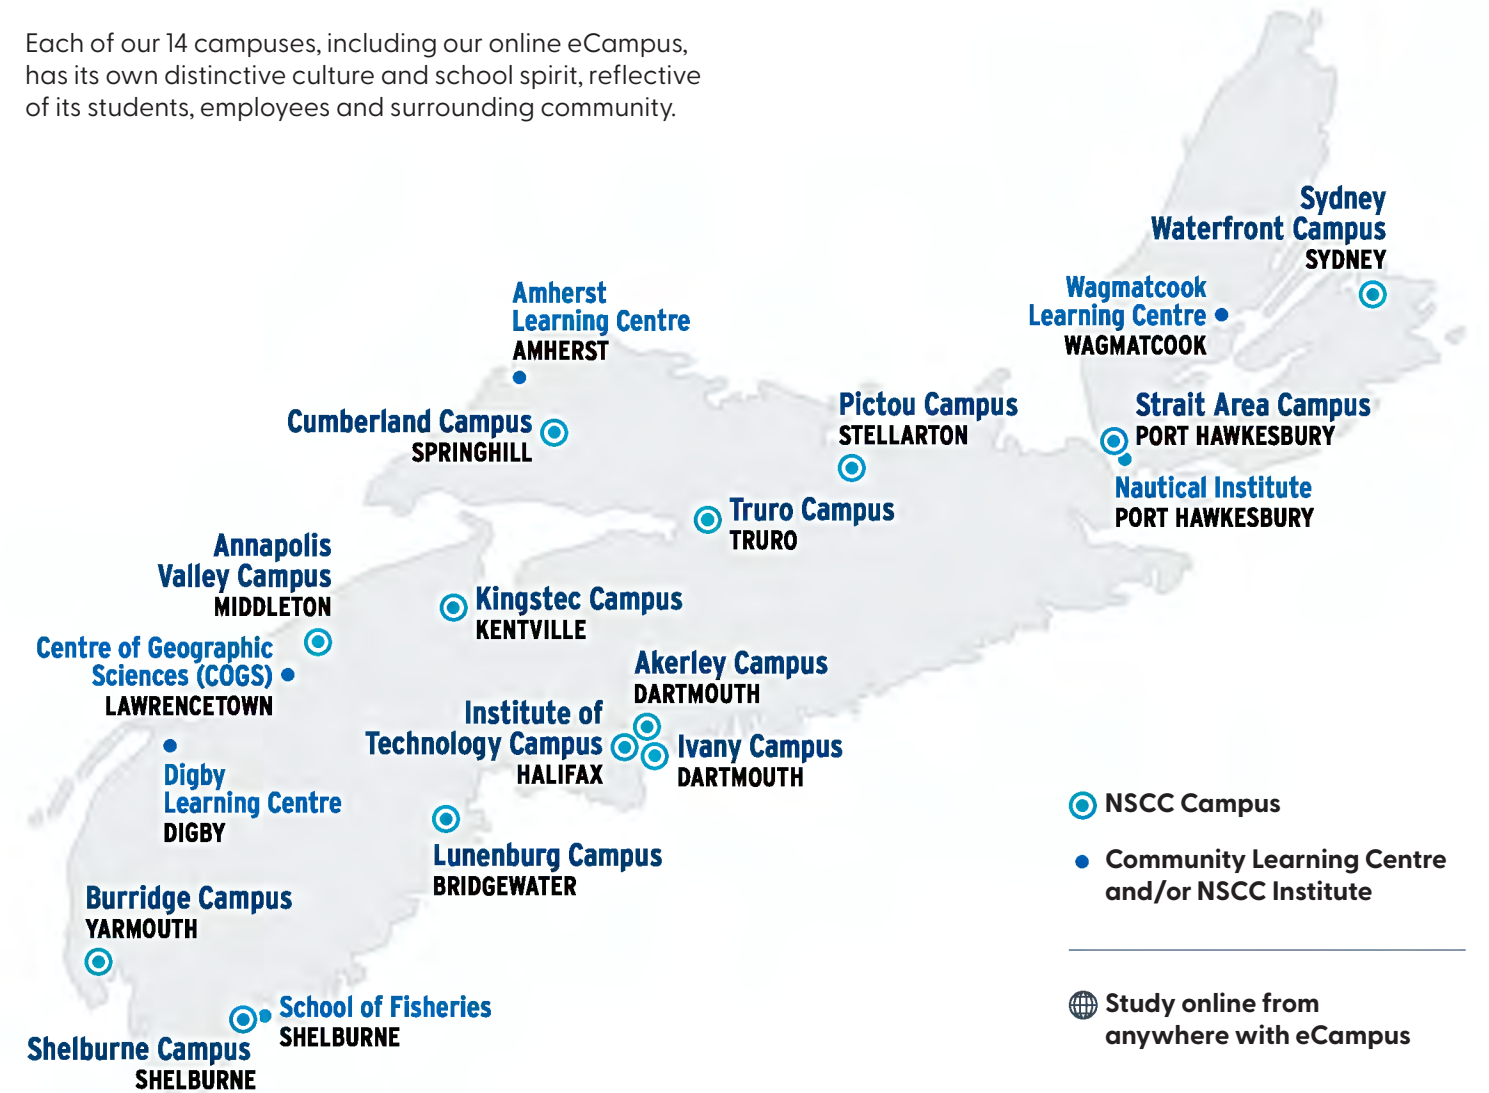 Each of our 14 campuses, including our online eCampus,
has its own distinctive culture and school spirit, reflective
of its students, employees and surrounding community.
Sydney
Waterfront Campus
SYDNEY
Wagmatcook
Learning Centre
WAGMATCOOK
Amherst
Learning Centre
AMHERST
Cumberland Campus
SPRINGHILL
Pictou Campus
STELLARTON
Strait Area Campus
PORT HAWKESBURY
Nautical Institute
PORT HAWKESBURY
Truro Campus
TRURO
Annapolis
Valley Campus
MIDDLETON
Kingstec Campus
KENTVILLE
Centre of Geographic
Sciences (COGS)
LAWRENCETOWN
Akerley Campus
DARTMOUTH
Institute of
Technology Campus
HALIFAX
Ivany Campus
DARTMOUTH
Digby
Learning Centre
DIGBY
Lunenburg Campus
BRIDGEWATER
Burridge Campus
YARMOUTH
School of Fisheries
SHELBURNE
Shelburne Campus
SHELBURNE
NSCC Campus
Community Learning Centre
and/or NSCC Institute
Study online from
anywhere with eCampus